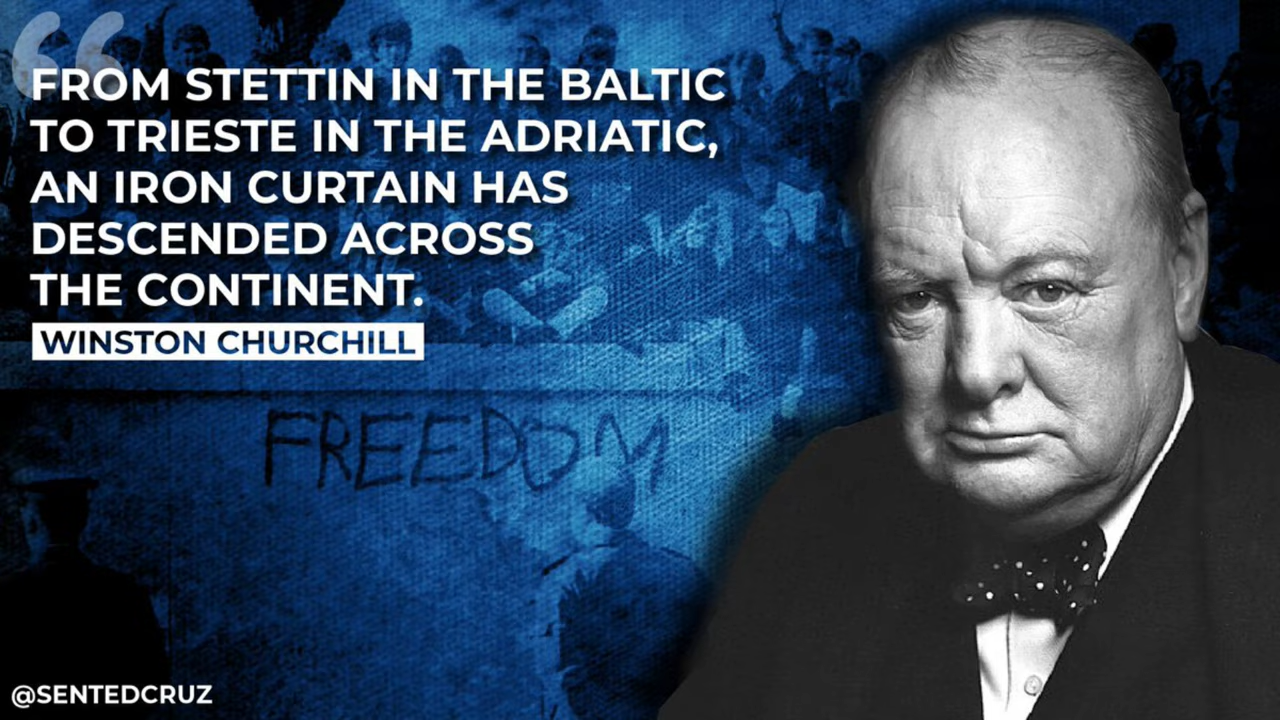 “
FROM STETTIN IN THE BALTIC
TO TRIESTE IN THE ADRIATIC,
AN IRON CURTAIN HAS
DESCENDED ACROSS
THE CONTINENT.
WINSTON CHURCHILL
FREEDOM
@SENTEDCRUZ